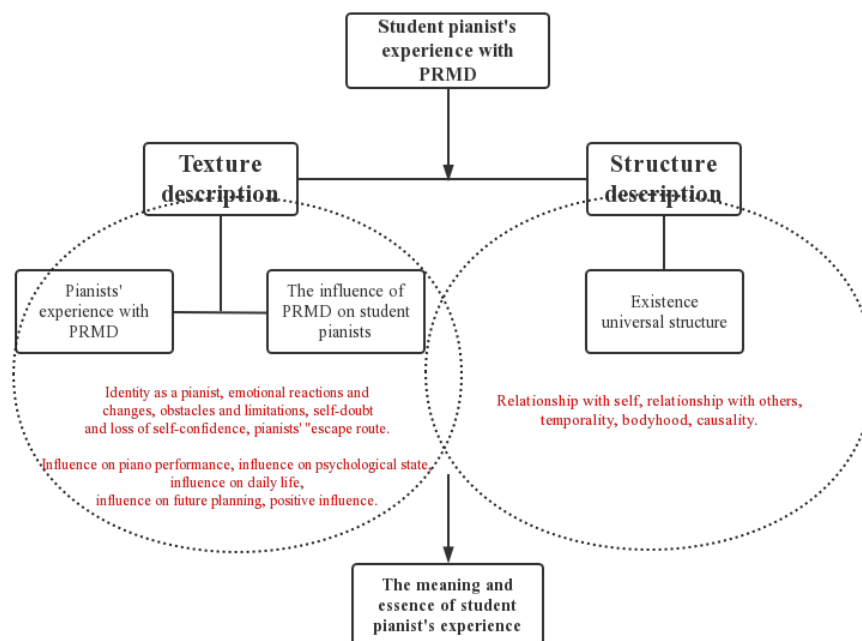 Student pianist's
experience with
PRMD
Texture
description
Structure
description
Pianists'
experience with
PRMD
The influence of
PRMD on student
pianists
Existence
universal structure
Identity as a pianist, emotional reactions and
changes, obstacles and limitations, self-doubt
and loss of self-confidence, pianists' "escape route.
Influence on piano performance, influence on psychological state,
influence on daily life,
influence on future planning, positive influence.
Relationship with self, relationship with others,
temporality, bodyhood, causality.
The meaning and
essence of student
pianist's experience